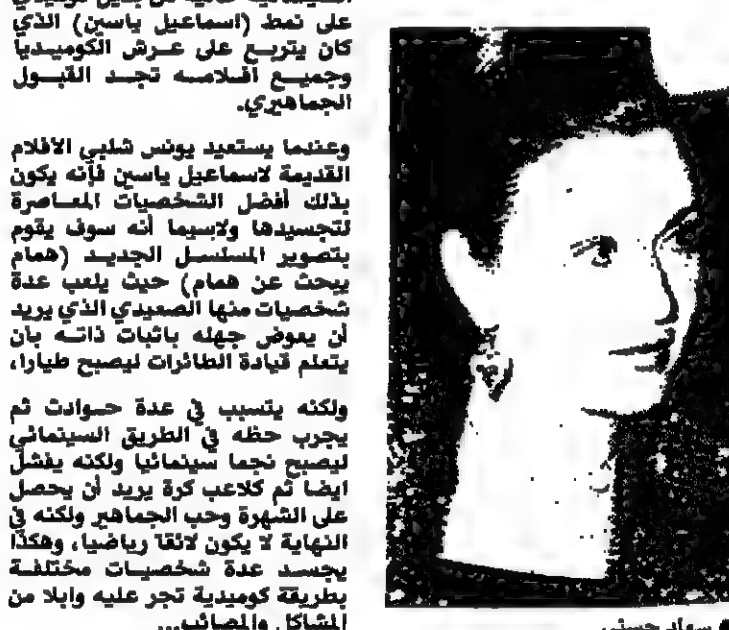 على نمط (اسماعيل ياسين) الذي
كان يتربع على عرش الكوميديا
وجميع أفلامه تجد القبول
الجماهيري.
وعندما يستعيد يونس شلبي الأفلام
القديمة لاسماعيل ياسين فأنه يكون
بذلك أفضل الشخصيات المعاصرة
لتجسيدها ولاسيما أنه سوف يقوم
بتصوير المسلسل الجديد (همام
يبحث عن همام) حيث يلعب عدة
شخصيات منها الصعيدي الذي يريد
أن يعوض جهله باثبات ذاته بان
يتعلم قيادة الطائرات ليصبح طيارا،
ولكنه يتسبب في عدة حوادث ثم
يجرب حظه في الطريق السينمائي
ليصبح نجما سينمائيا ولكنه يفشل
ايضا ثم كلاعب كرة يريد أن يحصل
على الشهرة وحب الجماهير ولكنه في
النهاية لا يكون لائقا رياضيا، وهكذا
يجسد عدة شخصيات مختلفة
بطريقة كوميدية تجر عليه وابلا من
المشاكل والمصائب...
سعاد حسني